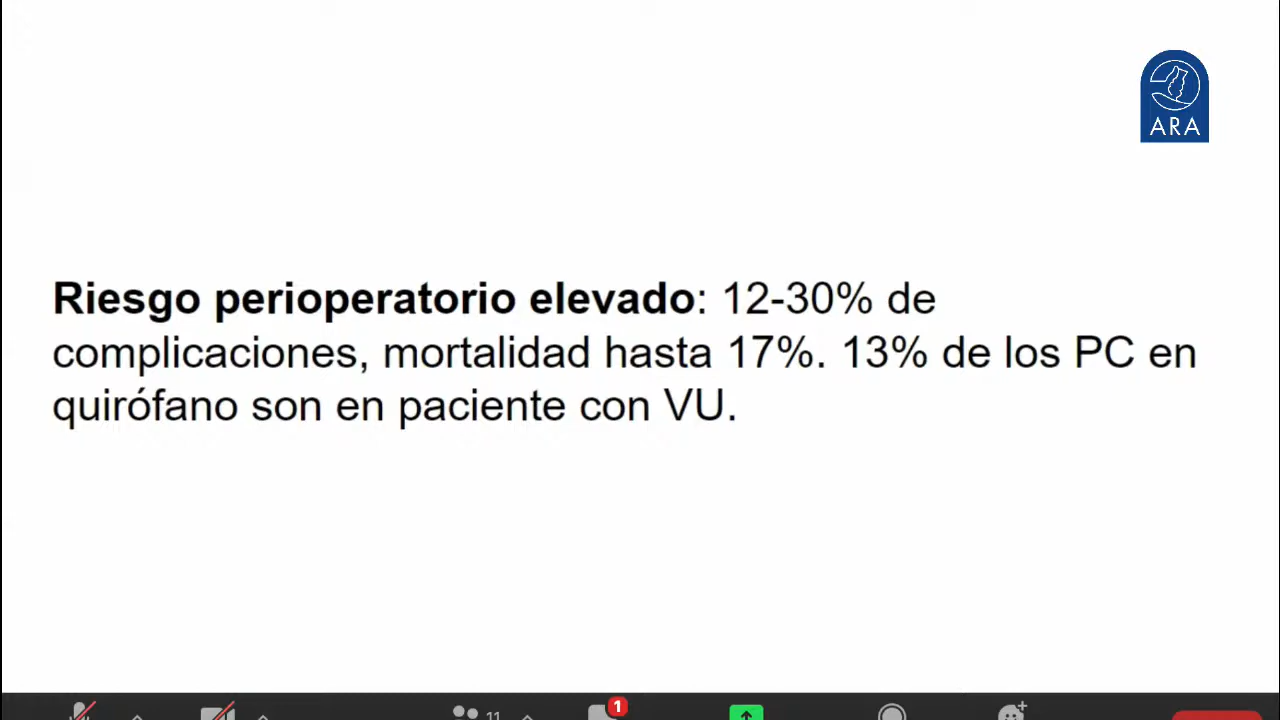 ARA
Riesgo perioperatorio elevado: 12-30% de
complicaciones, mortalidad hasta 17%. 13% de los PC en
quirófano son en paciente con VU.
1
11